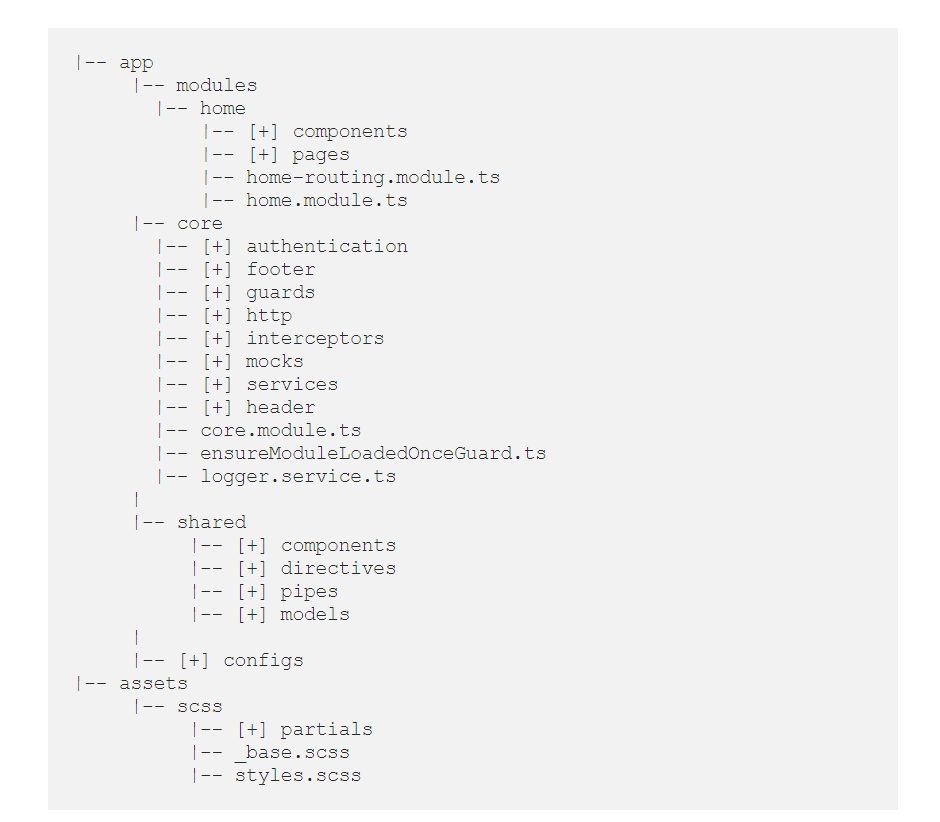 |-- app
     |-- modules
       |-- home
           |-- [+] components
           |-- [+] pages
           |-- home-routing.module.ts
           |-- home.module.ts
     |-- core
       |-- [+] authentication
       |-- [+] footer
       |-- [+] guards
       |-- [+] http
       |-- [+] interceptors
       |-- [+] mocks
       |-- [+] services
       |-- [+] header
       |-- core.module.ts
       |-- ensureModuleLoadedOnceGuard.ts
       |-- logger.service.ts
     |
     |-- shared
          |-- [+] components
          |-- [+] directives
          |-- [+] pipes
          |-- [+] models
     |
     |-- [+] configs
|-- assets
     |-- scss
          |-- [+] partials
          |-- _base.scss
          |-- styles.scss